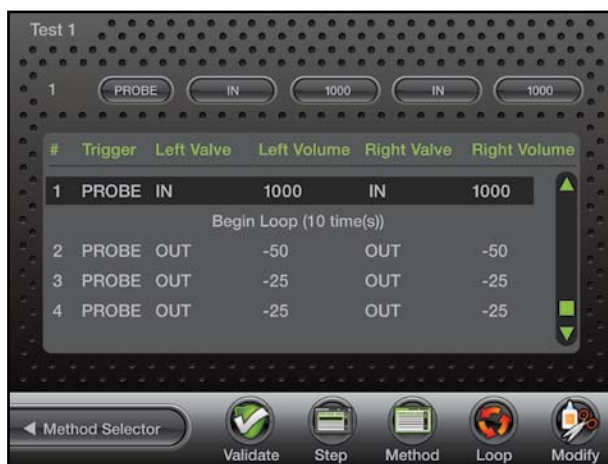 Test 1
1 PROBE IN 1000 IN 1000
# Trigger Left Valve Left Volume Right Valve Right Volume
1 PROBE IN 1000 IN 1000
Begin Loop (10 time(s))
2 PROBE OUT -50 OUT -50
3 PROBE OUT -25 OUT -25
4 PROBE OUT -25 OUT -25
Method Selector Validate Step Method Loop Modify